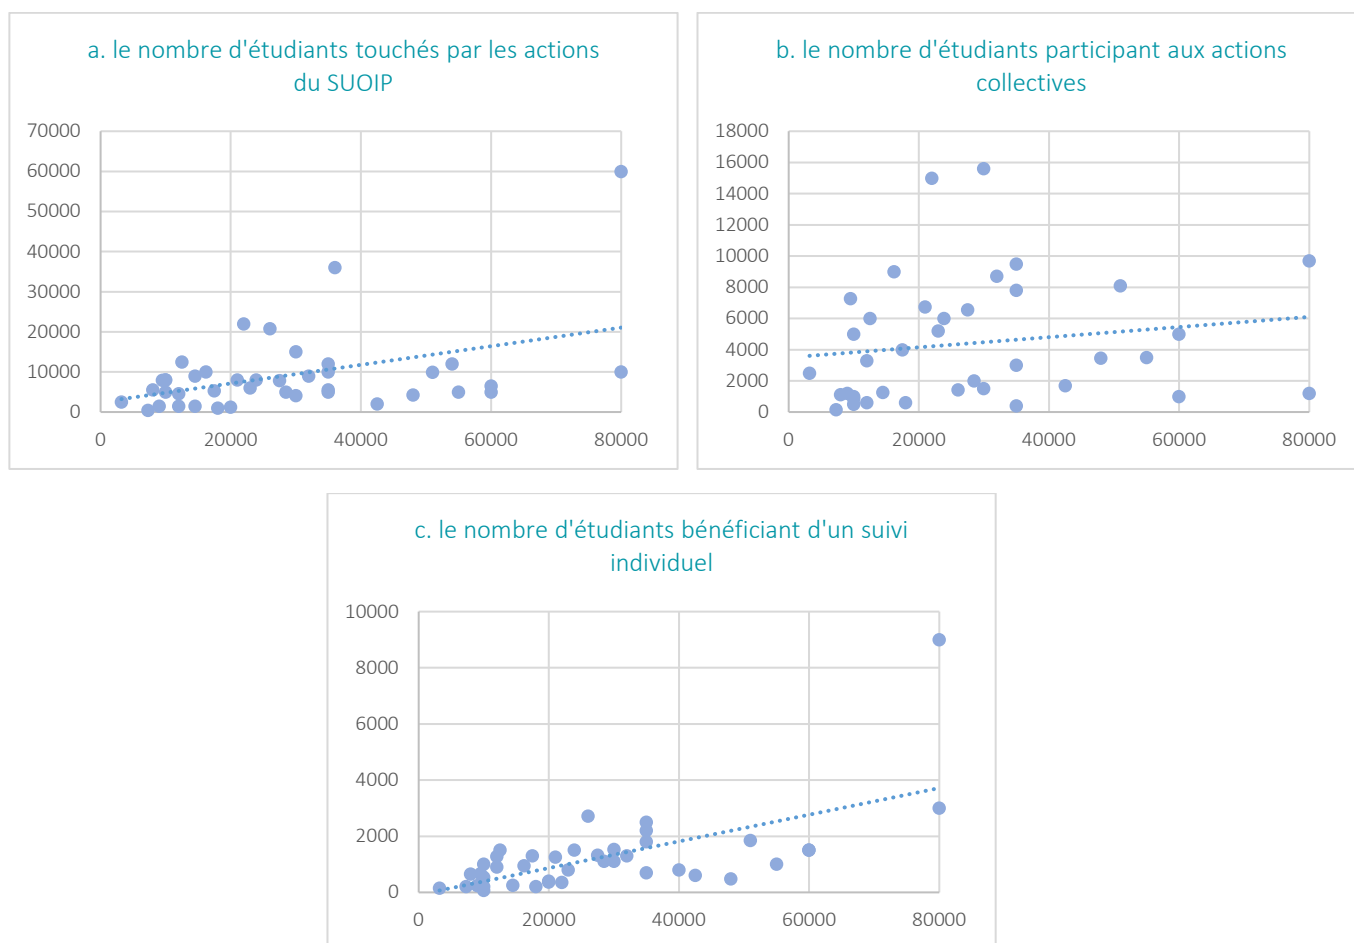 a. le nombre d'étudiants touchés par les actions
du SUOIP
70000
60000
50000
40000
30000
20000
10000
0
0 20000 40000 60000 80000
b. le nombre d'étudiants participant aux actions
collectives
18000
16000
14000
12000
10000
8000
6000
4000
2000
0
0 20000 40000 60000 80000
c. le nombre d'étudiants bénéficiant d'un suivi
individuel
10000
8000
6000
4000
2000
0
0 20000 40000 60000 80000